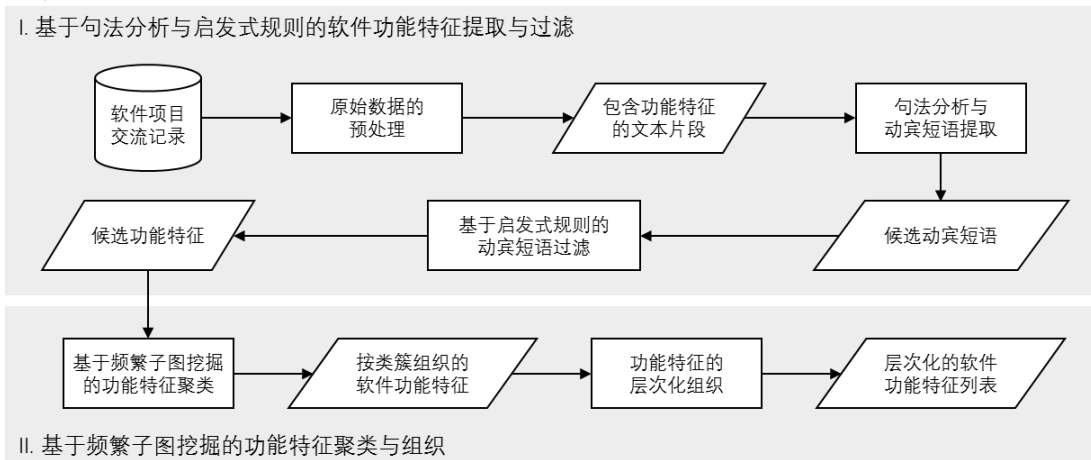 I. 基于句法分析与启发式规则的软件功能特征提取与过滤
软件项目
交流记录
原始数据的
预处理
包含功能特征
的文本片段
句法分析与
动宾短语提取
候选功能特征
基于启发式规则的
动宾短语过滤
候选动宾短语
基于频繁子图挖掘
的功能特征聚类
按类簇组织的
软件功能特征
功能特征的
层次化组织
层次化的软件
功能特征列表
II. 基于频繁子图挖掘的功能特征聚类与组织